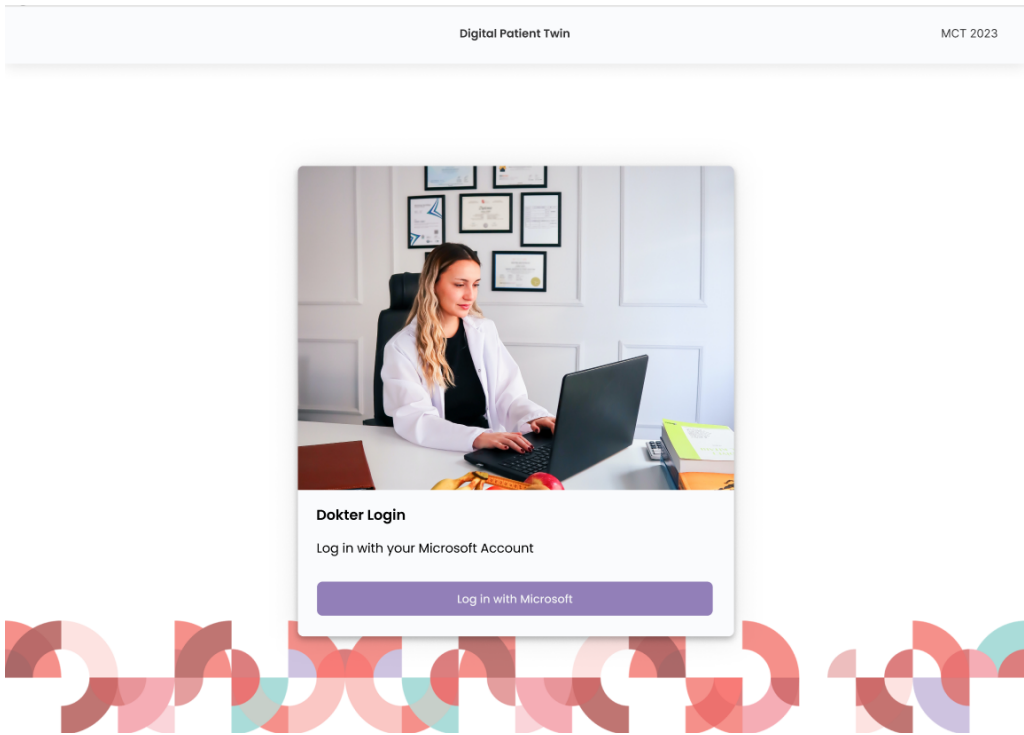 Digital Patient Twin
MCT 2023
Dokter Login
Log in with your Microsoft Account
Log in with Microsoft